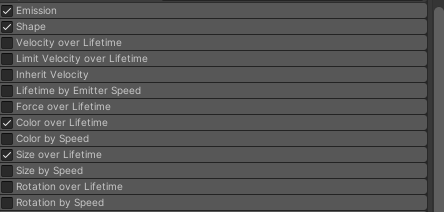 Emission
Shape
Velocity over Lifetime
Limit Velocity over Lifetime
Inherit Velocity
Lifetime by Emitter Speed
Force over Lifetime
Color over Lifetime
Color by Speed
Size over Lifetime
Size by Speed
Rotation over Lifetime
Rotation by Speed